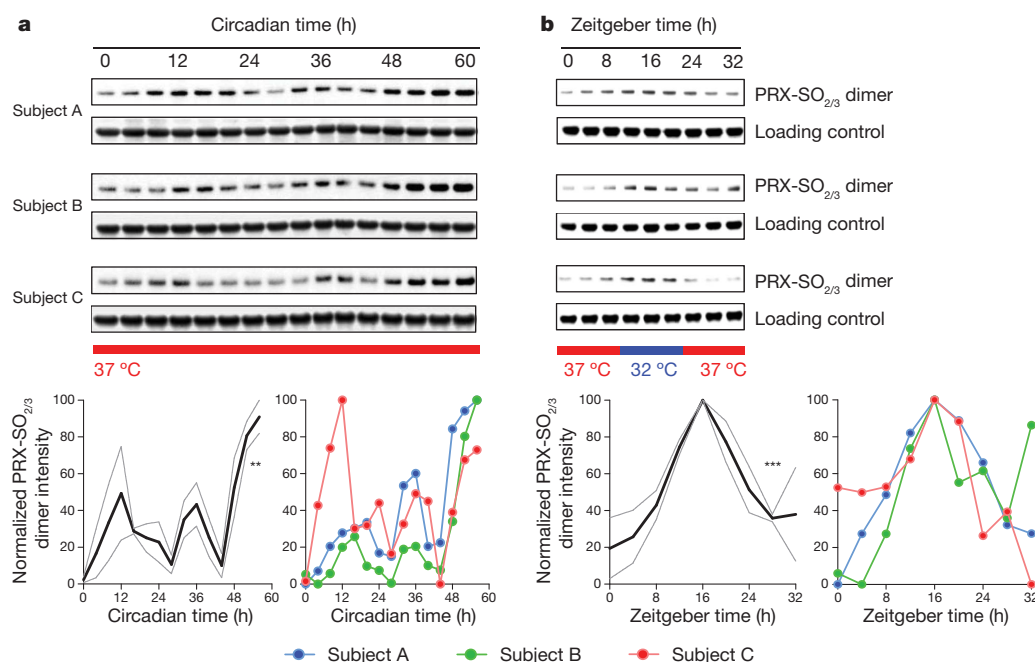 a
Circadian time (h)
0 12 24 36 48 60
Subject A
Subject B
Subject C
37 ºC
b
Zeitgeber time (h)
0 8 16 24 32
PRX-SO2/3 dimer
Loading control
PRX-SO2/3 dimer
Loading control
PRX-SO2/3 dimer
Loading control
37 ºC 32 ºC 37 ºC
Normalized PRX-SO2/3
dimer intensity
100
80
60
40
20
0
**
0 12 24 36 48 60
Circadian time (h)
100
80
60
40
20
0
0 12 24 36 48 60
Circadian time (h)
Normalized PRX-SO2/3
dimer intensity
100
80
60
40
20
0
***
0 8 16 24 32
Zeitgeber time (h)
100
80
60
40
20
0
0 8 16 24 32
Zeitgeber time (h)
Subject A Subject B Subject C